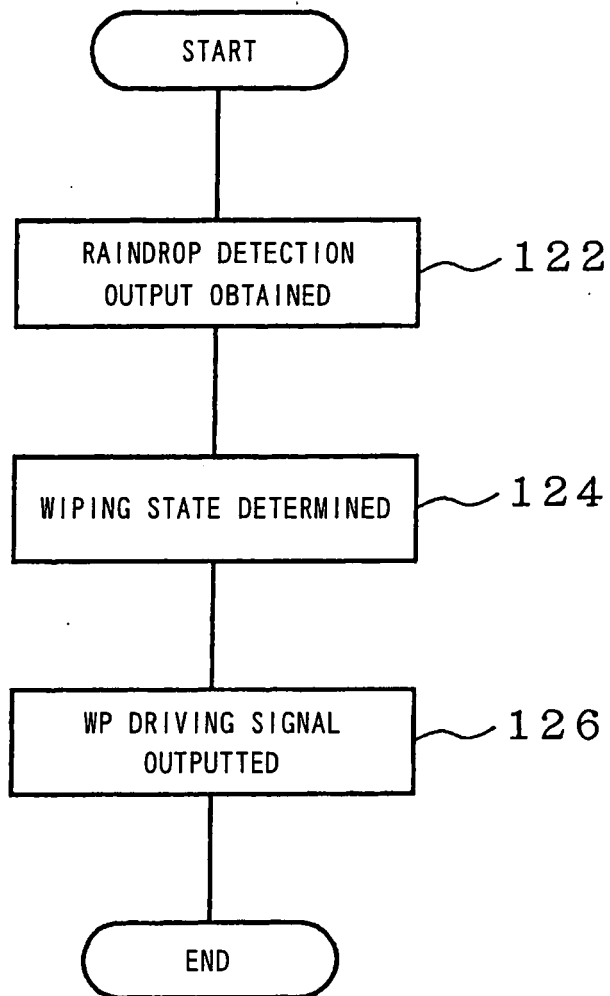 START
RAINDROP DETECTION
OUTPUT OBTAINED
122
WIPING STATE DETERMINED
124
WP DRIVING SIGNAL
OUTPUTTED
126
END